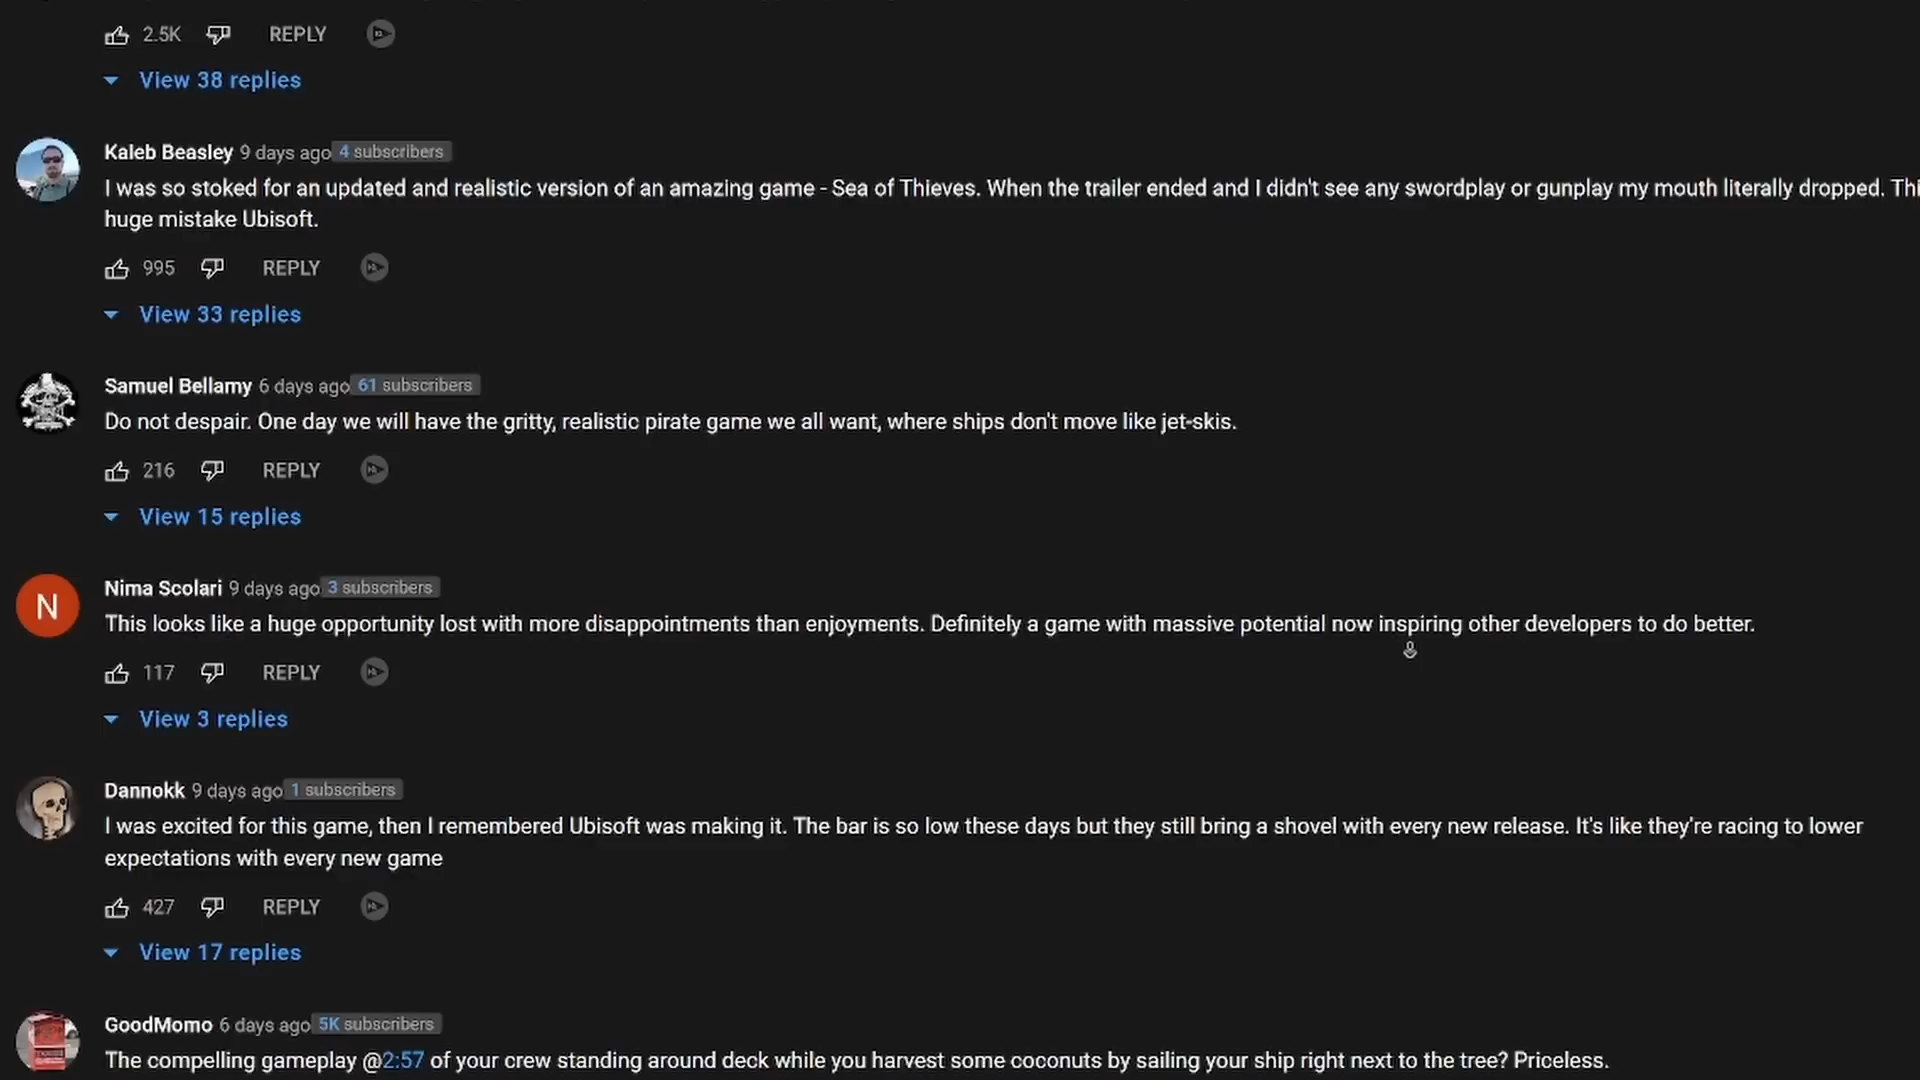 2.5K REPLY
View 38 replies
Kaleb Beasley 9 days ago 4 subscribers
I was so stoked for an updated and realistic version of an amazing game - Sea of Thieves. When the trailer ended and I didn't see any swordplay or gunplay my mouth literally dropped. Thi
huge mistake Ubisoft.
995 REPLY
View 33 replies
Samuel Bellamy 6 days ago 61 subscribers
Do not despair. One day we will have the gritty, realistic pirate game we all want, where ships don't move like jet-skis.
216 REPLY
View 15 replies
N
Nima Scolari 9 days ago 3 subscribers
This looks like a huge opportunity lost with more disappointments than enjoyments. Definitely a game with massive potential now inspiring other developers to do better.
117 REPLY
View 3 replies
Dannokk 9 days ago 1 subscribers
I was excited for this game, then I remembered Ubisoft was making it. The bar is so low these days but they still bring a shovel with every new release. It's like they're racing to lower
expectations with every new game
427 REPLY
View 17 replies
GoodMomo 6 days ago 5K subscribers
The compelling gameplay @2:57 of your crew standing around deck while you harvest some coconuts by sailing your ship right next to the tree? Priceless.